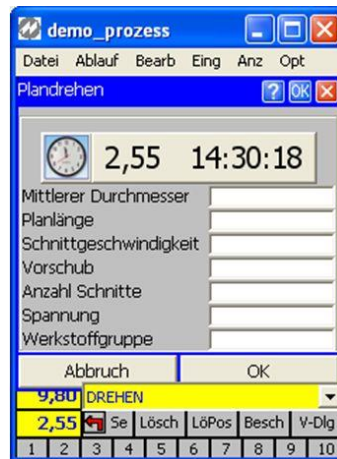 demo_prozess
Datei Ablauf Bearb Eing Anz Opt
Plandrehen ? OK
2,55 14:30:18
Mittlerer Durchmesser
Planlänge
Schnittgeschwindigkeit
Vorschub
Anzahl Schnitte
Spannung
Werkstoffgruppe
Abbruch OK
9,80 DREHEN
2,55 Se Lösch LöPos Besch V-Dlg
1 2 3 4 5 6 7 8 9 10